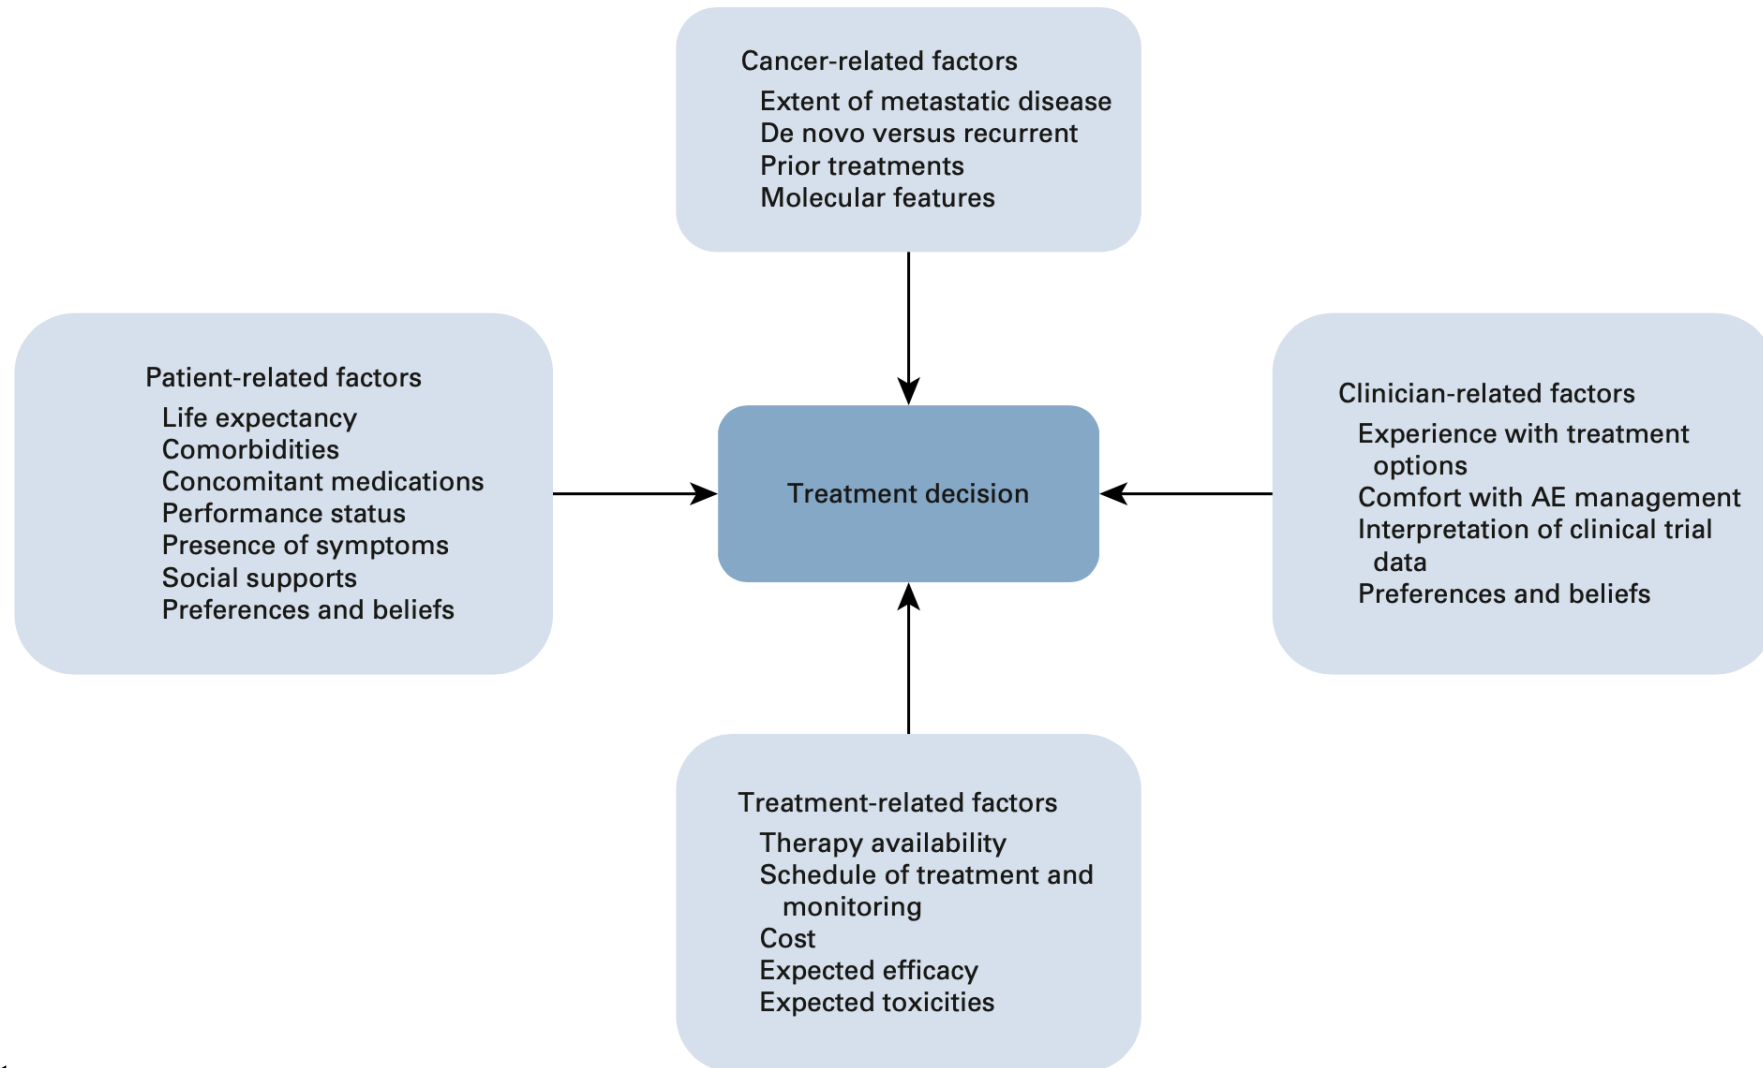 Cancer-related factors
Extent of metastatic disease
De novo versus recurrent
Prior treatments
Molecular features
Patient-related factors
Life expectancy
Comorbidities
Concomitant medications
Performance status
Presence of symptoms
Social supports
Preferences and beliefs
Treatment decision
Clinician-related factors
Experience with treatment
options
Comfort with AE management
Interpretation of clinical trial
data
Preferences and beliefs
Treatment-related factors
Therapy availability
Schedule of treatment and
monitoring
Cost
Expected efficacy
Expected toxicities